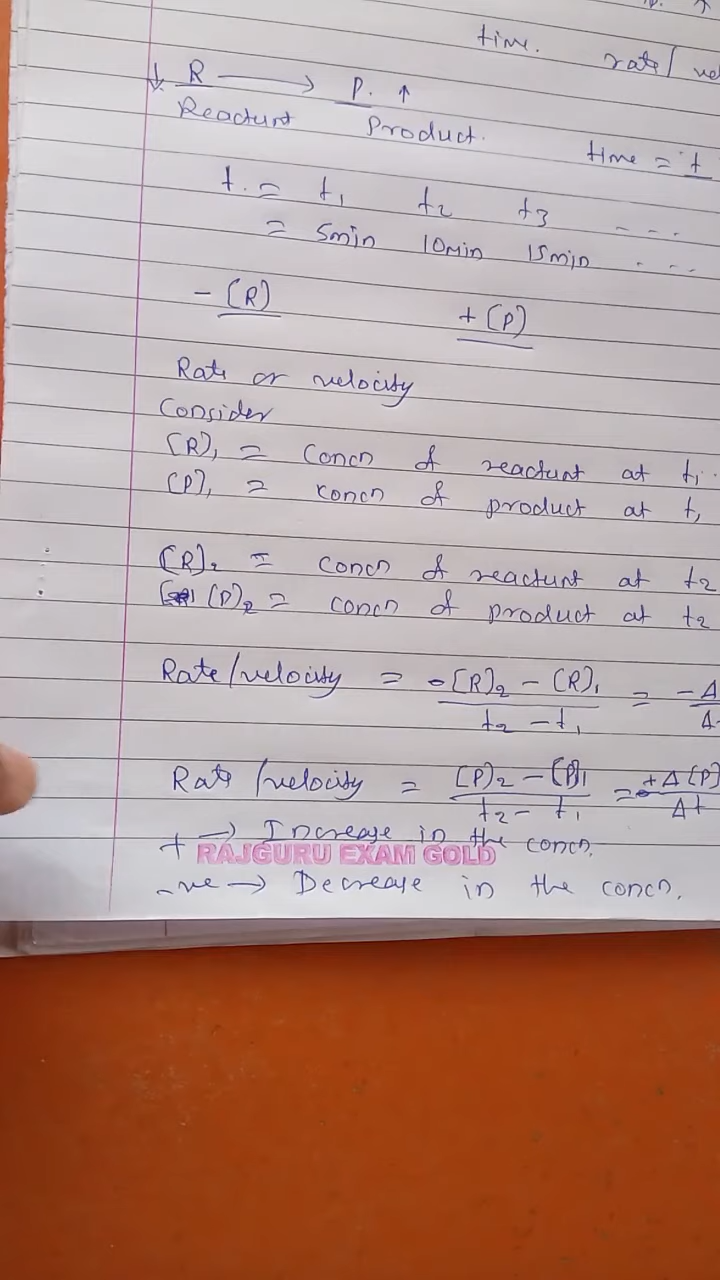 time. rate/
↓ R ⟶ P. ↑
Reactant Product.
time = t
t. = t1 t2 t3 ....
= 5min 10min 15min ....
- [R] + [P]
Rate or velocity
Consider
[R]1 = Concn of reactant at t1.
[P]1 = concn of product at t1
[R]2 = concn of reactant at t2
[P]2 = concn of product at t2
Rate/velocity = -[R]2 - [R]1 / t2 - t1 = -Δ
Rate/velocity = [P]2 - [P]1 / t2 - t1 = +Δ[P] / Δt
+ → Increase in the concn.
RAJGURU EXAM GOLD
-ve → Decrease in the concn.